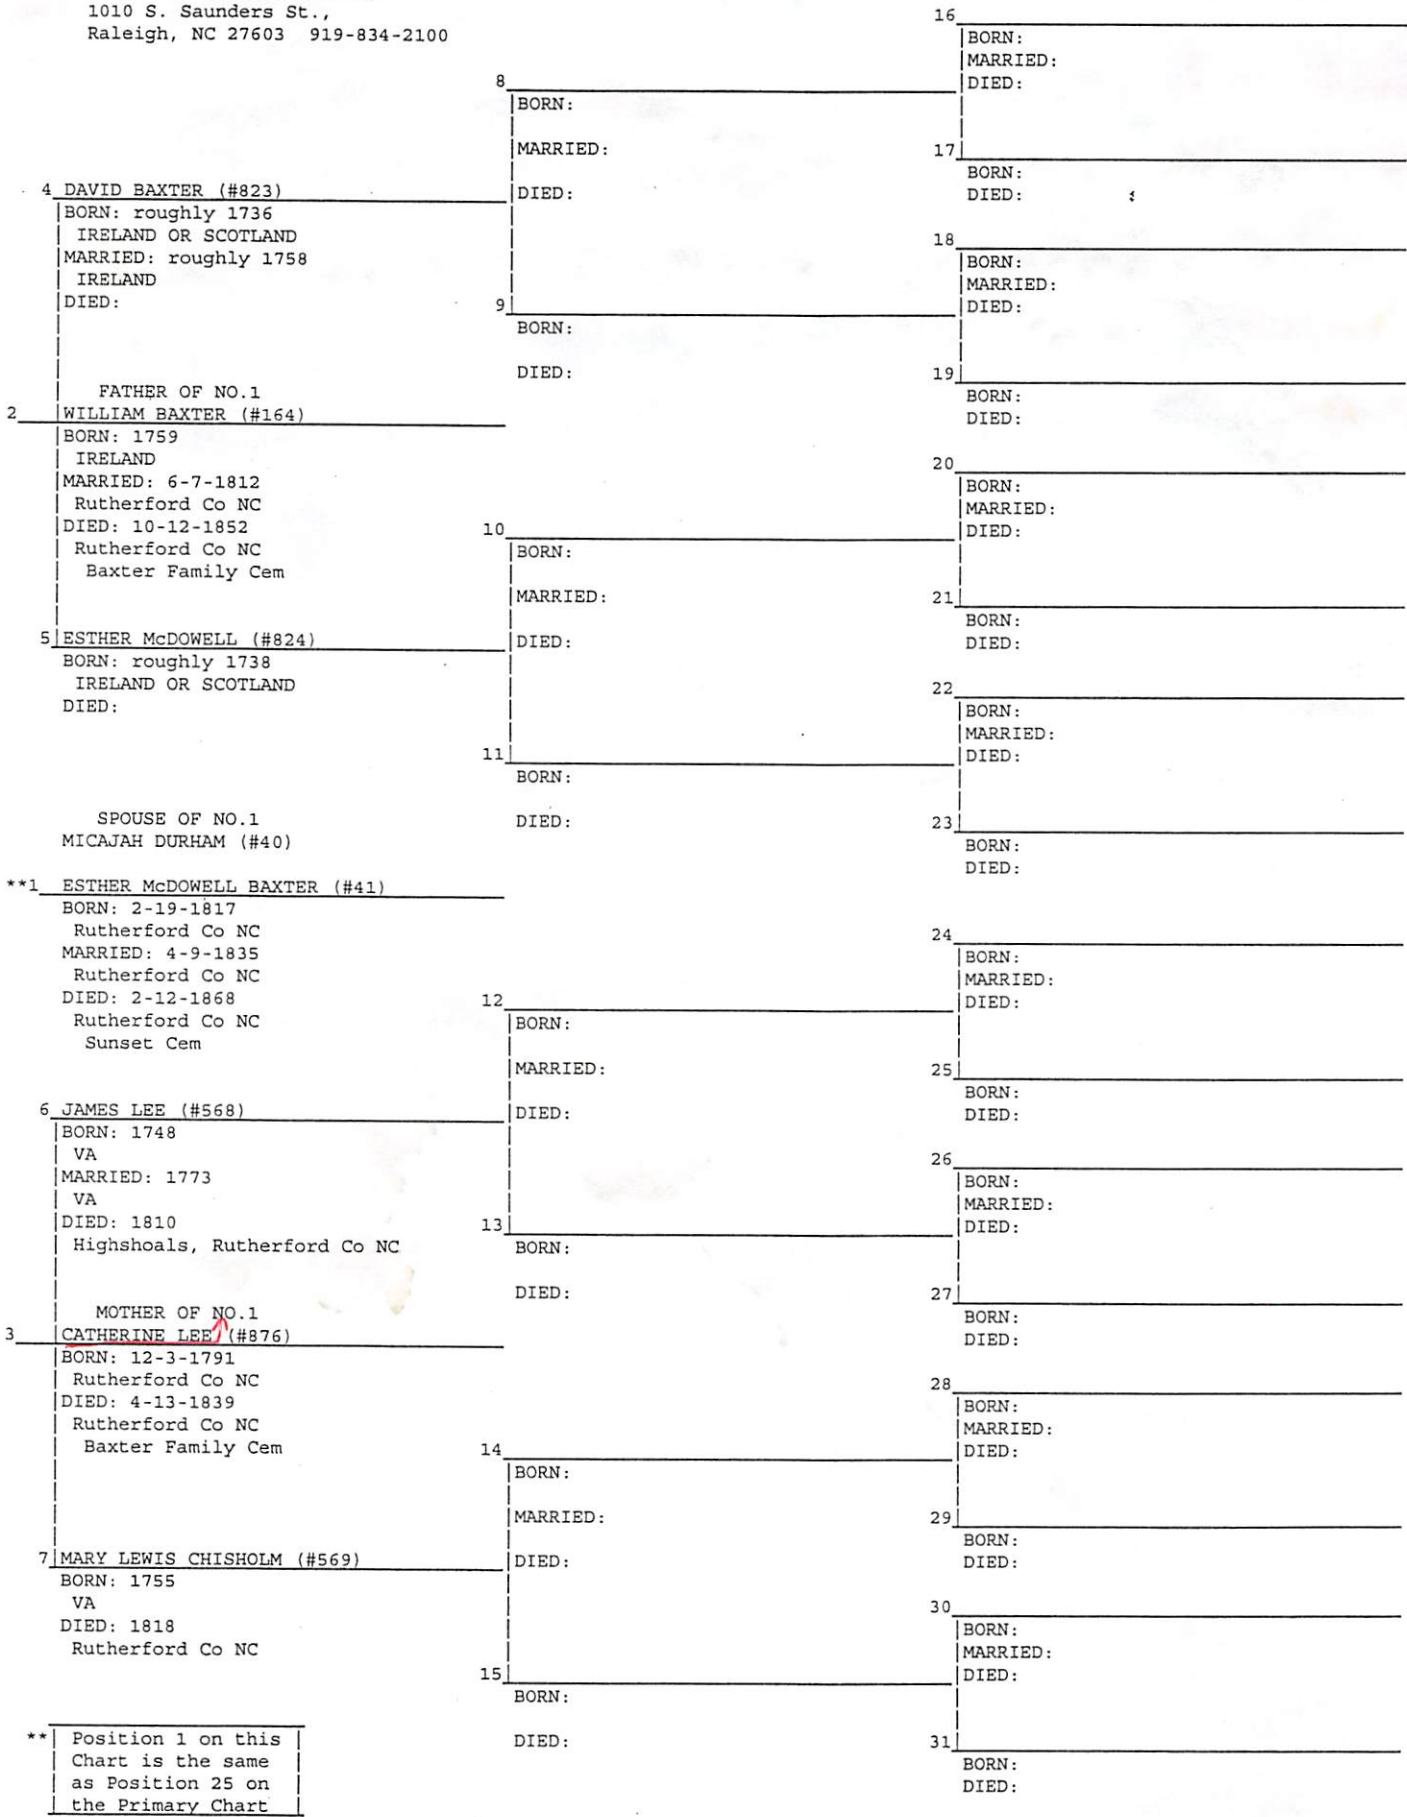 1010 S. Saunders St.,
Raleigh, NC 27603 919-834-2100
4 DAVID BAXTER (#823)
BORN: roughly 1736
IRELAND OR SCOTLAND
MARRIED: roughly 1758
IRELAND
DIED:
FATHER OF NO.1
2 WILLIAM BAXTER (#164)
BORN: 1759
IRELAND
MARRIED: 6-7-1812
Rutherford Co NC
DIED: 10-12-1852
Rutherford Co NC
Baxter Family Cem
5 ESTHER McDOWELL (#824)
BORN: roughly 1738
IRELAND OR SCOTLAND
DIED:
SPOUSE OF NO.1
MICAJAH DURHAM (#40)
**1 ESTHER McDOWELL BAXTER (#41)
BORN: 2-19-1817
Rutherford Co NC
MARRIED: 4-9-1835
Rutherford Co NC
DIED: 2-12-1868
Rutherford Co NC
Sunset Cem
6 JAMES LEE (#568)
BORN: 1748
VA
MARRIED: 1773
VA
DIED: 1810
Highshoals, Rutherford Co NC
MOTHER OF NO.1
3 CATHERINE LEE (#876)
BORN: 12-3-1791
Rutherford Co NC
DIED: 4-13-1839
Rutherford Co NC
Baxter Family Cem
7 MARY LEWIS CHISHOLM (#569)
BORN: 1755
VA
DIED: 1818
Rutherford Co NC
** Position 1 on this
Chart is the same
as Position 25 on
the Primary Chart
8
BORN:
MARRIED:
DIED:
9
BORN:
DIED:
10
BORN:
MARRIED:
DIED:
11
BORN:
DIED:
12
BORN:
MARRIED:
DIED:
13
BORN:
DIED:
14
BORN:
MARRIED:
DIED:
15
BORN:
DIED:
16
BORN:
MARRIED:
DIED:
17
BORN:
DIED:
18
BORN:
MARRIED:
DIED:
19
BORN:
DIED:
20
BORN:
MARRIED:
DIED:
21
BORN:
DIED:
22
BORN:
MARRIED:
DIED:
23
BORN:
DIED:
24
BORN:
MARRIED:
DIED:
25
BORN:
DIED:
26
BORN:
MARRIED:
DIED:
27
BORN:
DIED:
28
BORN:
MARRIED:
DIED:
29
BORN:
DIED:
30
BORN:
MARRIED:
DIED:
31
BORN:
DIED: